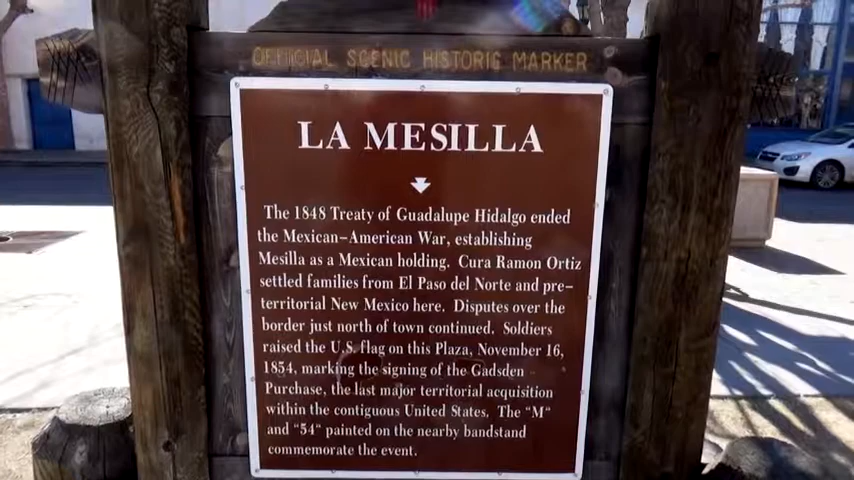 OFFICIAL SCENIC HISTORIC MARKER
LA MESILLA
The 1848 Treaty of Guadalupe Hidalgo ended
the Mexican-American War, establishing
Mesilla as a Mexican holding. Cura Ramon Ortiz
settled families from El Paso del Norte and pre-
territorial New Mexico here. Disputes over the
border just north of town continued. Soldiers
raised the U.S. flag on this Plaza, November 16,
1854, marking the signing of the Gadsden
Purchase, the last major territorial acquisition
within the contiguous United States. The "M"
and "54" painted on the nearby bandstand
commemorate the event.